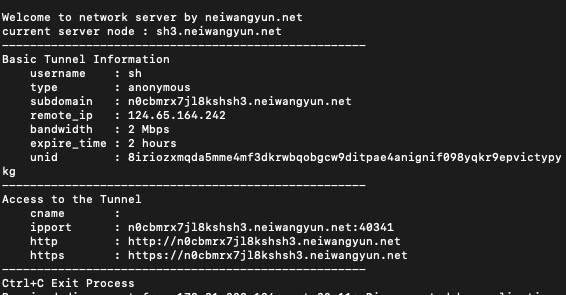 Welcome to network server by neiwangyun.net
current server node : sh3.neiwangyun.net
---------------------------------------------------
Basic Tunnel Information
username : sh
type : anonymous
subdomain : n0cbmrx7jl8kshsh3.neiwangyun.net
remote_ip : 124.65.164.242
bandwidth : 2 Mbps
expire_time : 2 hours
unid : 8iriozxmqda5mme4mf3dkrwbqobgcw9ditpae4anignif098yqkr9epvictypy
kg
---------------------------------------------------
Access to the Tunnel
cname :
ipport : n0cbmrx7jl8kshsh3.neiwangyun.net:40341
http : http://n0cbmrx7jl8kshsh3.neiwangyun.net
https : https://n0cbmrx7jl8kshsh3.neiwangyun.net
---------------------------------------------------
Ctrl+C Exit Process